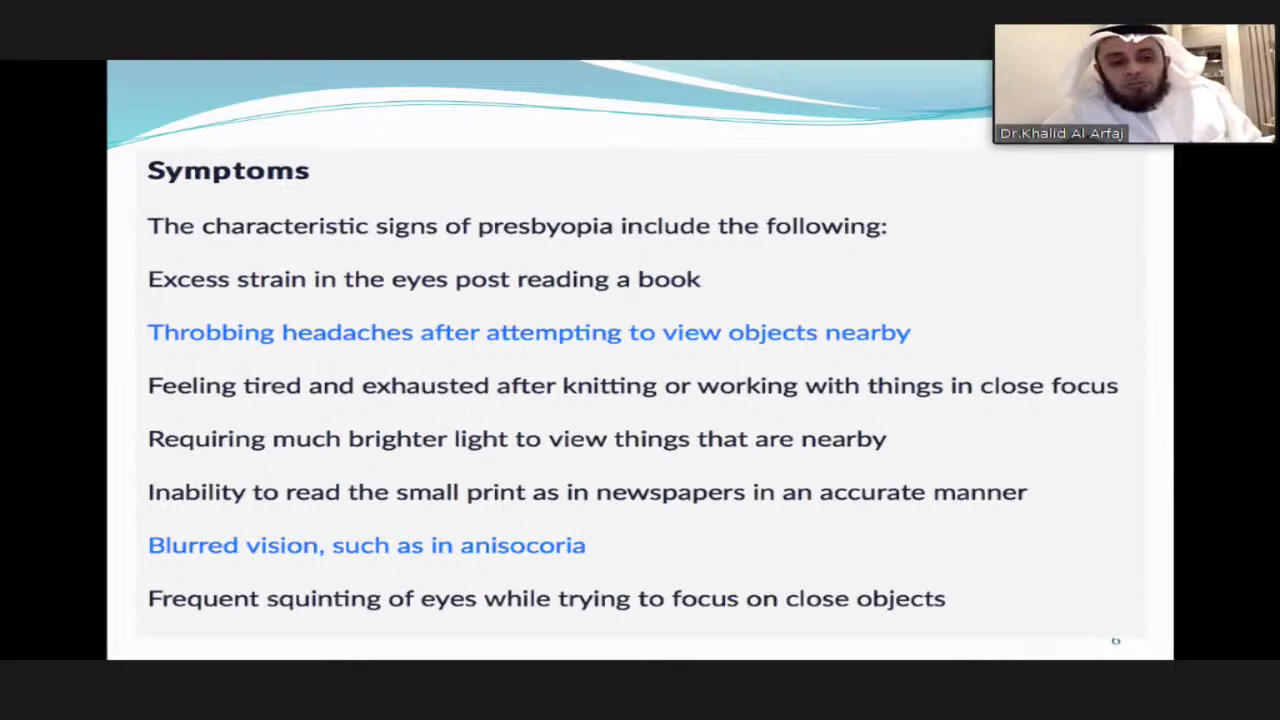 Dr.Khalid Al Arfaj
Symptoms
The characteristic signs of presbyopia include the following:
Excess strain in the eyes post reading a book
Throbbing headaches after attempting to view objects nearby
Feeling tired and exhausted after knitting or working with things in close focus
Requiring much brighter light to view things that are nearby
Inability to read the small print as in newspapers in an accurate manner
Blurred vision, such as in anisocoria
Frequent squinting of eyes while trying to focus on close objects
6